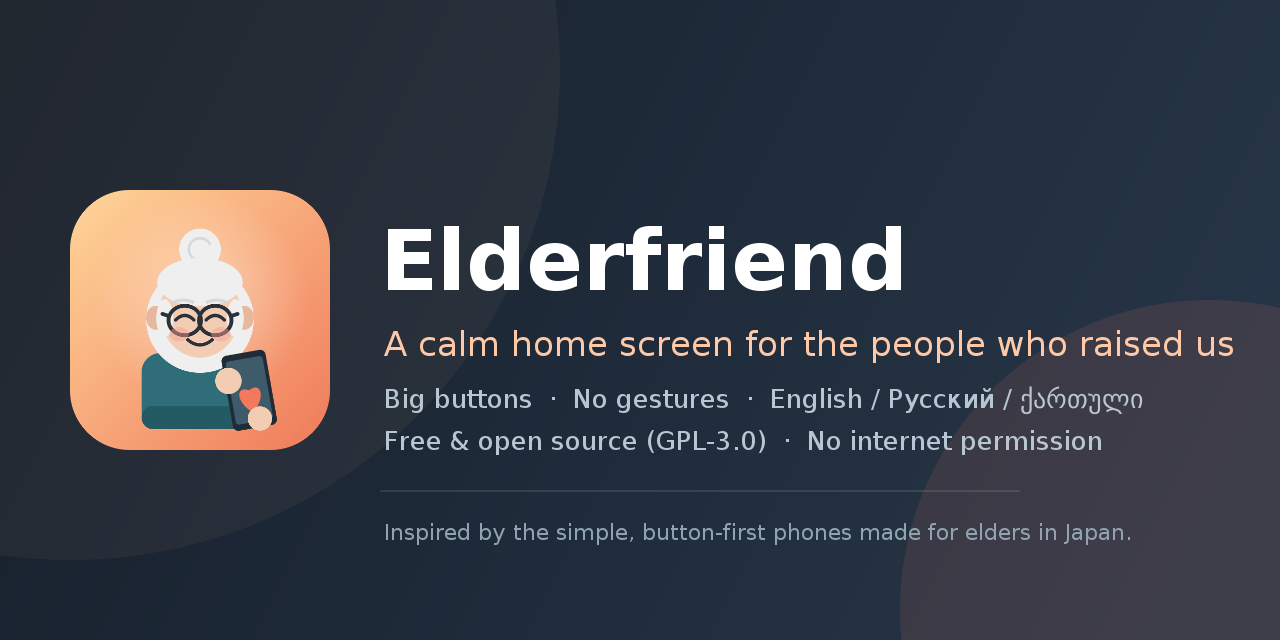 Elderfriend
A calm home screen for the people who raised us
Big buttons · No gestures · English / Русский / ქართული
Free & open source (GPL-3.0) · No internet permission
Inspired by the simple, button-first phones made for elders in Japan.